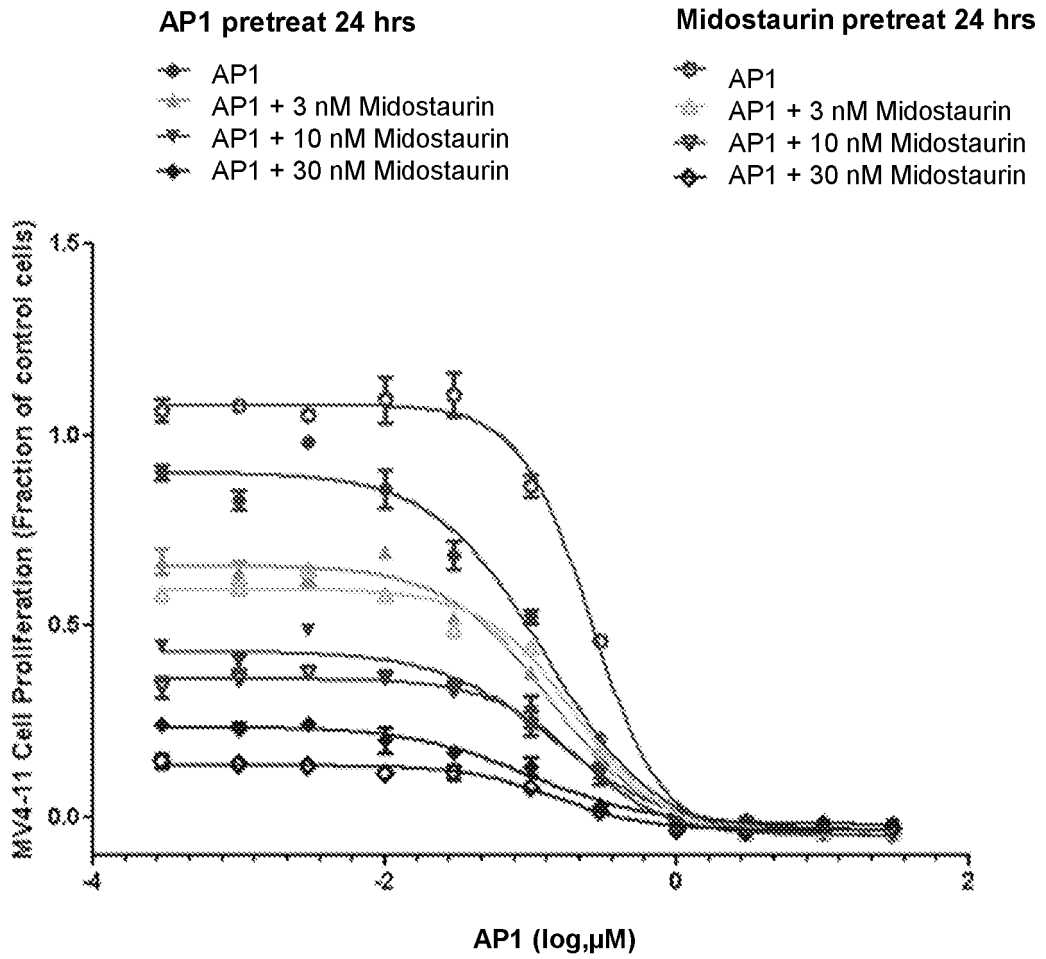 AP1 pretreat 24 hrs
AP1
AP1 + 3 nM Midostaurin
AP1 + 10 nM Midostaurin
AP1 + 30 nM Midostaurin
Midostaurin pretreat 24 hrs
AP1
AP1 + 3 nM Midostaurin
AP1 + 10 nM Midostaurin
AP1 + 30 nM Midostaurin
MV4-11 Cell Proliferation (Fraction of control cells)
1.5
1.0
0.5
0.0
-4
-2
0
2
AP1 (log,µM)